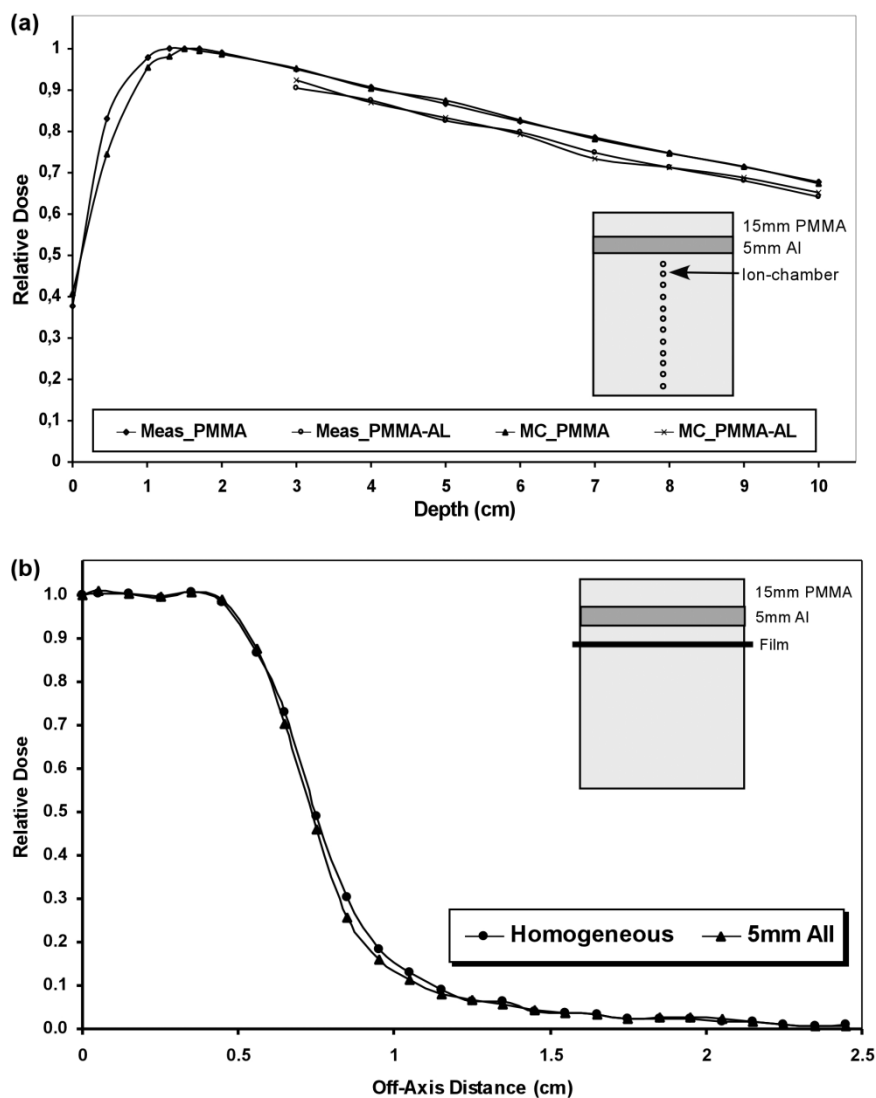 (a)
Relative Dose
1
0,9
0,8
0,7
0,6
0,5
0,4
0,3
0,2
0,1
0
15mm PMMA
5mm Al
Ion-chamber
Meas_PMMA Meas_PMMA-AL MC_PMMA MC_PMMA-AL
0 1 2 3 4 5 6 7 8 9 10
Depth (cm)
(b)
Relative Dose
1.0
0.9
0.8
0.7
0.6
0.5
0.4
0.3
0.2
0.1
0.0
15mm PMMA
5mm Al
Film
Homogeneous 5mm All
0 0.5 1 1.5 2 2.5
Off-Axis Distance (cm)